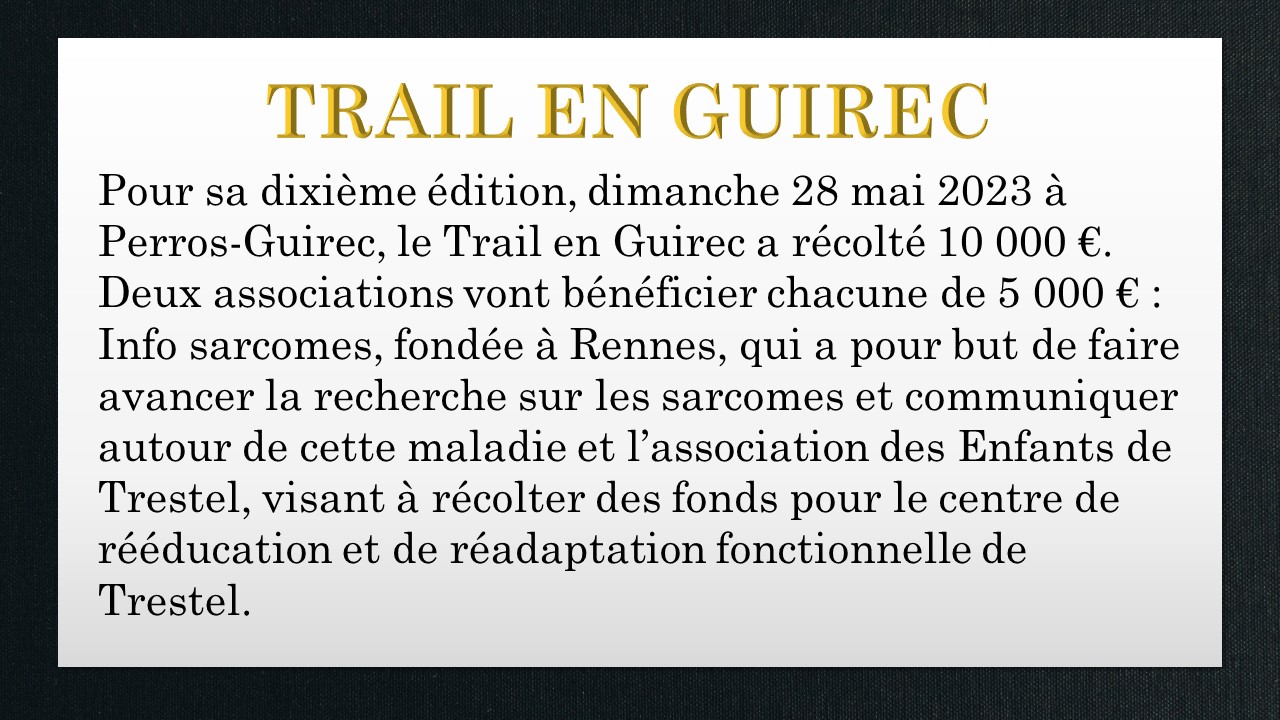 TRAIL EN GUIREC
Pour sa dixième édition, dimanche 28 mai 2023 à
Perros-Guirec, le Trail en Guirec a récolté 10 000 €.
Deux associations vont bénéficier chacune de 5 000 € :
Info sarcomes, fondée à Rennes, qui a pour but de faire
avancer la recherche sur les sarcomes et communiquer
autour de cette maladie et l’association des Enfants de
Trestel, visant à récolter des fonds pour le centre de
rééducation et de réadaptation fonctionnelle de
Trestel.